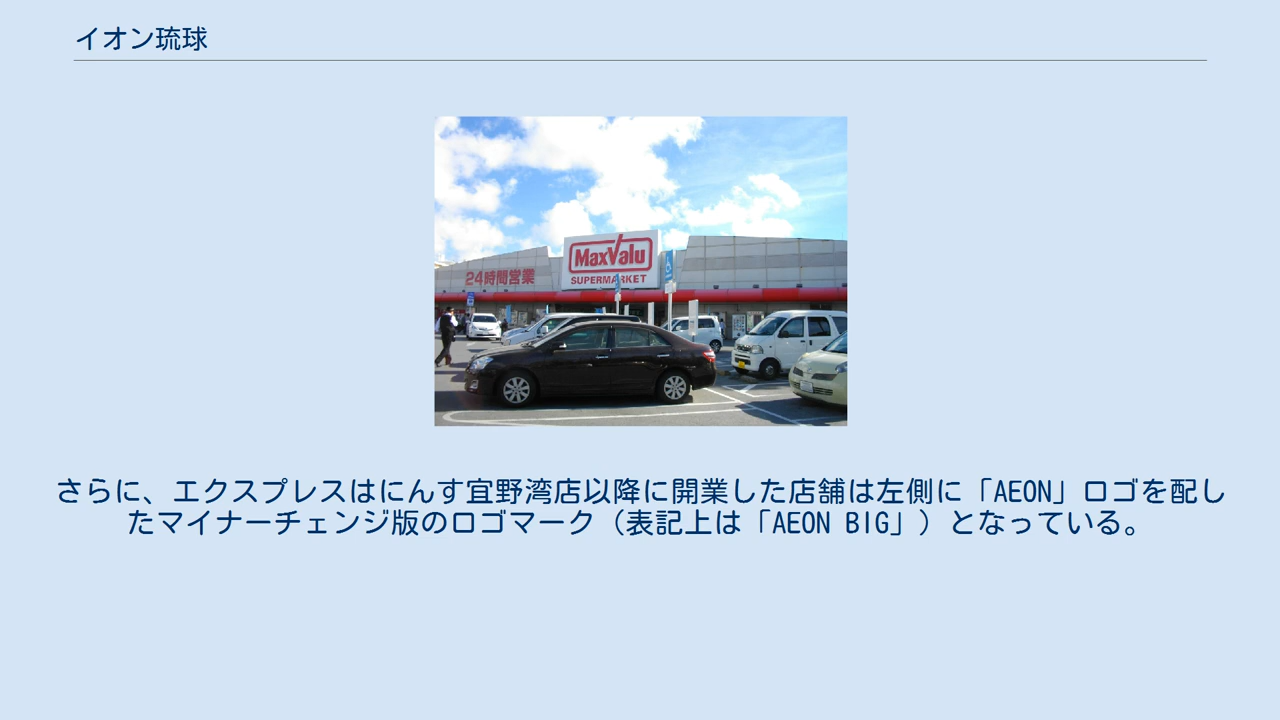 イオン琉球
MaxValu
SUPERMARKET
24時間営業
さらに、エクスプレスはにんす宜野湾店以降に開業した店舗は左側に「AEON」ロゴを配し
たマイナーチェンジ版のロゴマーク（表記上は「AEON BIG」）となっている。